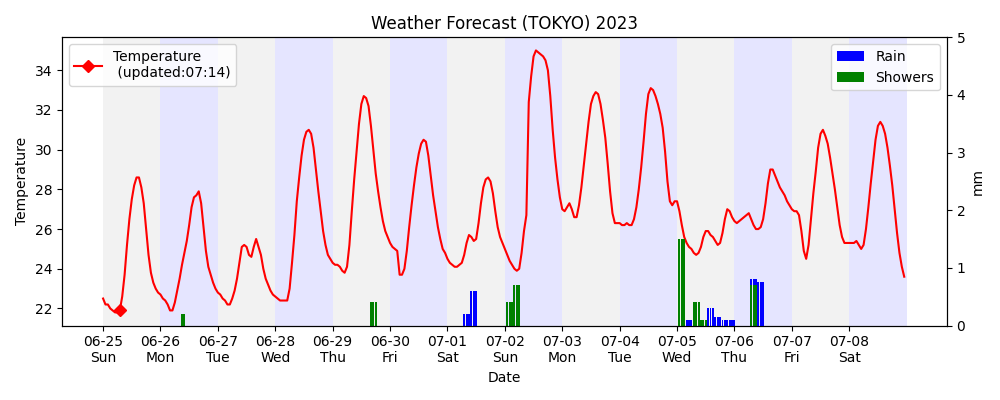 Weather Forecast (TOKYO) 2023
Temperature
(updated:07:14)
Rain
Showers
Temperature
34
32
30
28
26
24
22
5
4
3
2
1
0
mm
06-25 06-26 06-27 06-28 06-29 06-30 07-01 07-02 07-03 07-04 07-05 07-06 07-07 07-08
Sun Mon Tue Wed Thu Fri Sat Sun Mon Tue Wed Thu Fri Sat
Date